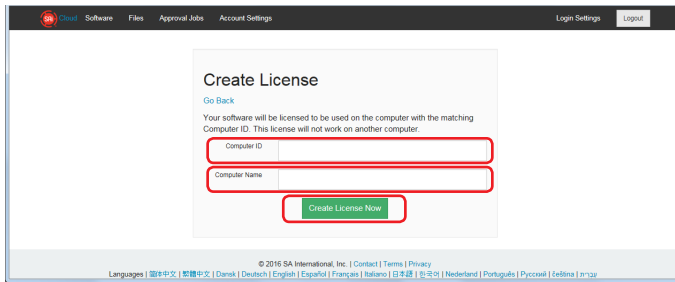 SAi Cloud Software Files Approval Jobs Account Settings Login Settings Logout
Create License
Go Back
Your software will be licensed to be used on the computer with the matching
Computer ID. This license will not work on another computer.
Computer ID
Computer Name
Create License Now
© 2016 SA International, Inc. | Contact | Terms | Privacy
Languages | 简体中文 | 繁體中文 | Dansk | Deutsch | English | Español | Français | Italiano |日本語 | 한국어 | Nederland | Português | Русский | čeština | עברית